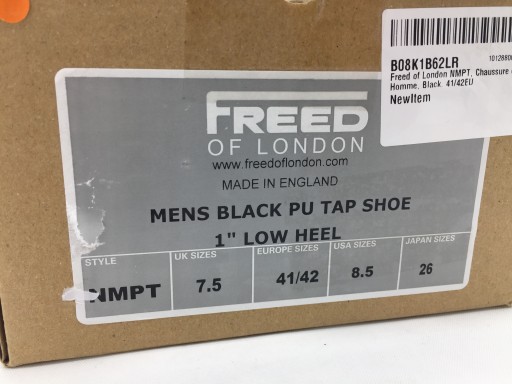 B08K1B62LR
Freed of London NMPT, Chaussure
Homme, Black, 41/42EU
NewItem
FREED
OF LONDON
www.freedoflondon.com
MADE IN ENGLAND
MENS BLACK PU TAP SHOE
1" LOW HEEL
STYLE UK SIZES EUROPE SIZES USA SIZES JAPAN SIZES
NMPT 7.5 41/42 8.5 26